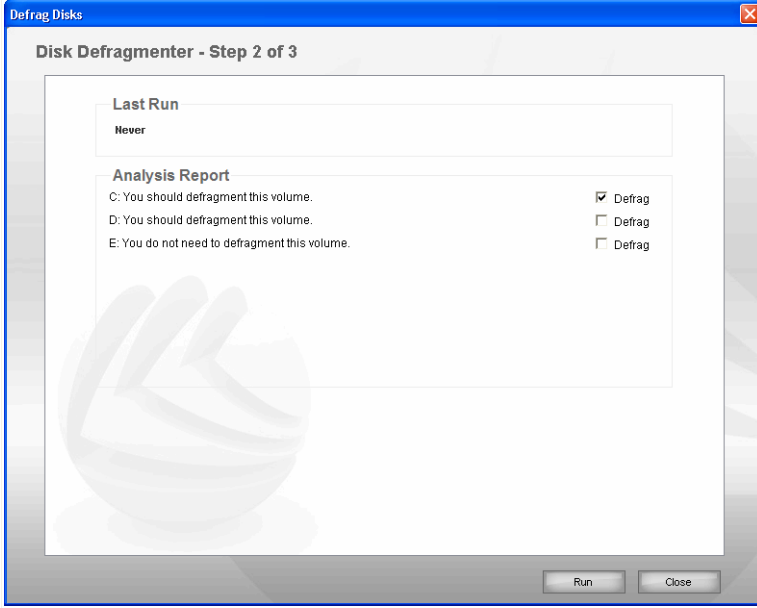 Defrag Disks
Disk Defragmenter - Step 2 of 3
Last Run
Never
Analysis Report
C: You should defragment this volume. Defrag
D: You should defragment this volume. Defrag
E: You do not need to defragment this volume. Defrag
Run Close